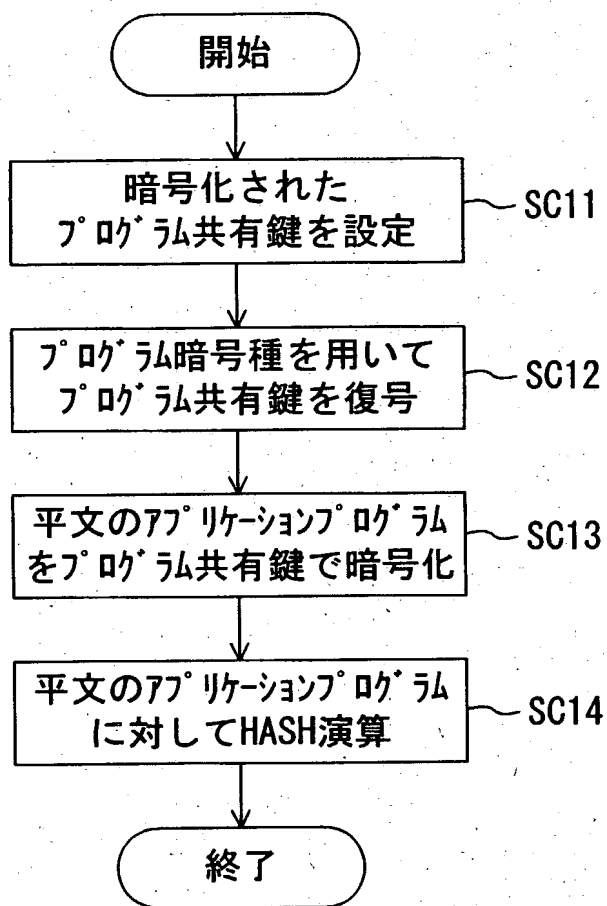 開始
暗号化された
プログラム共有鍵を設定
SC11
プログラム暗号種を用いて
プログラム共有鍵を復号
SC12
平文のアプリケーションプログラム
をプログラム共有鍵で暗号化
SC13
平文のアプリケーションプログラム
に対してHASH演算
SC14
終了